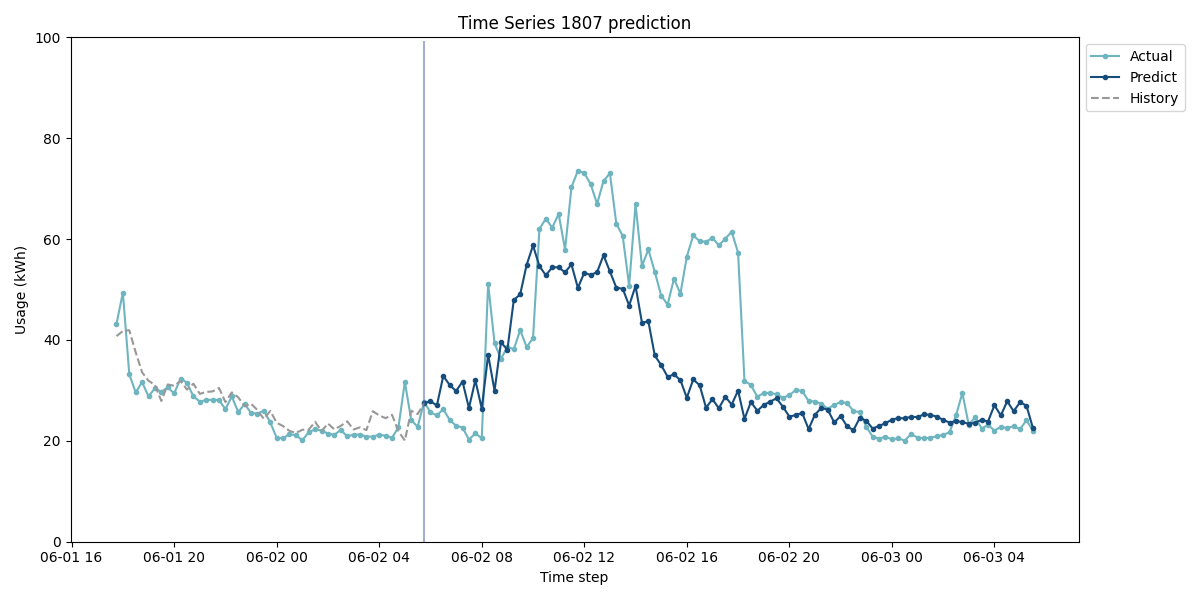 Time Series 1807 prediction
100
80
60
40
20
0
Usage (kWh)
06-01 16
06-01 20
06-02 00
06-02 04
06-02 08
06-02 12
06-02 16
06-02 20
06-03 00
06-03 04
Time step
Actual
Predict
History